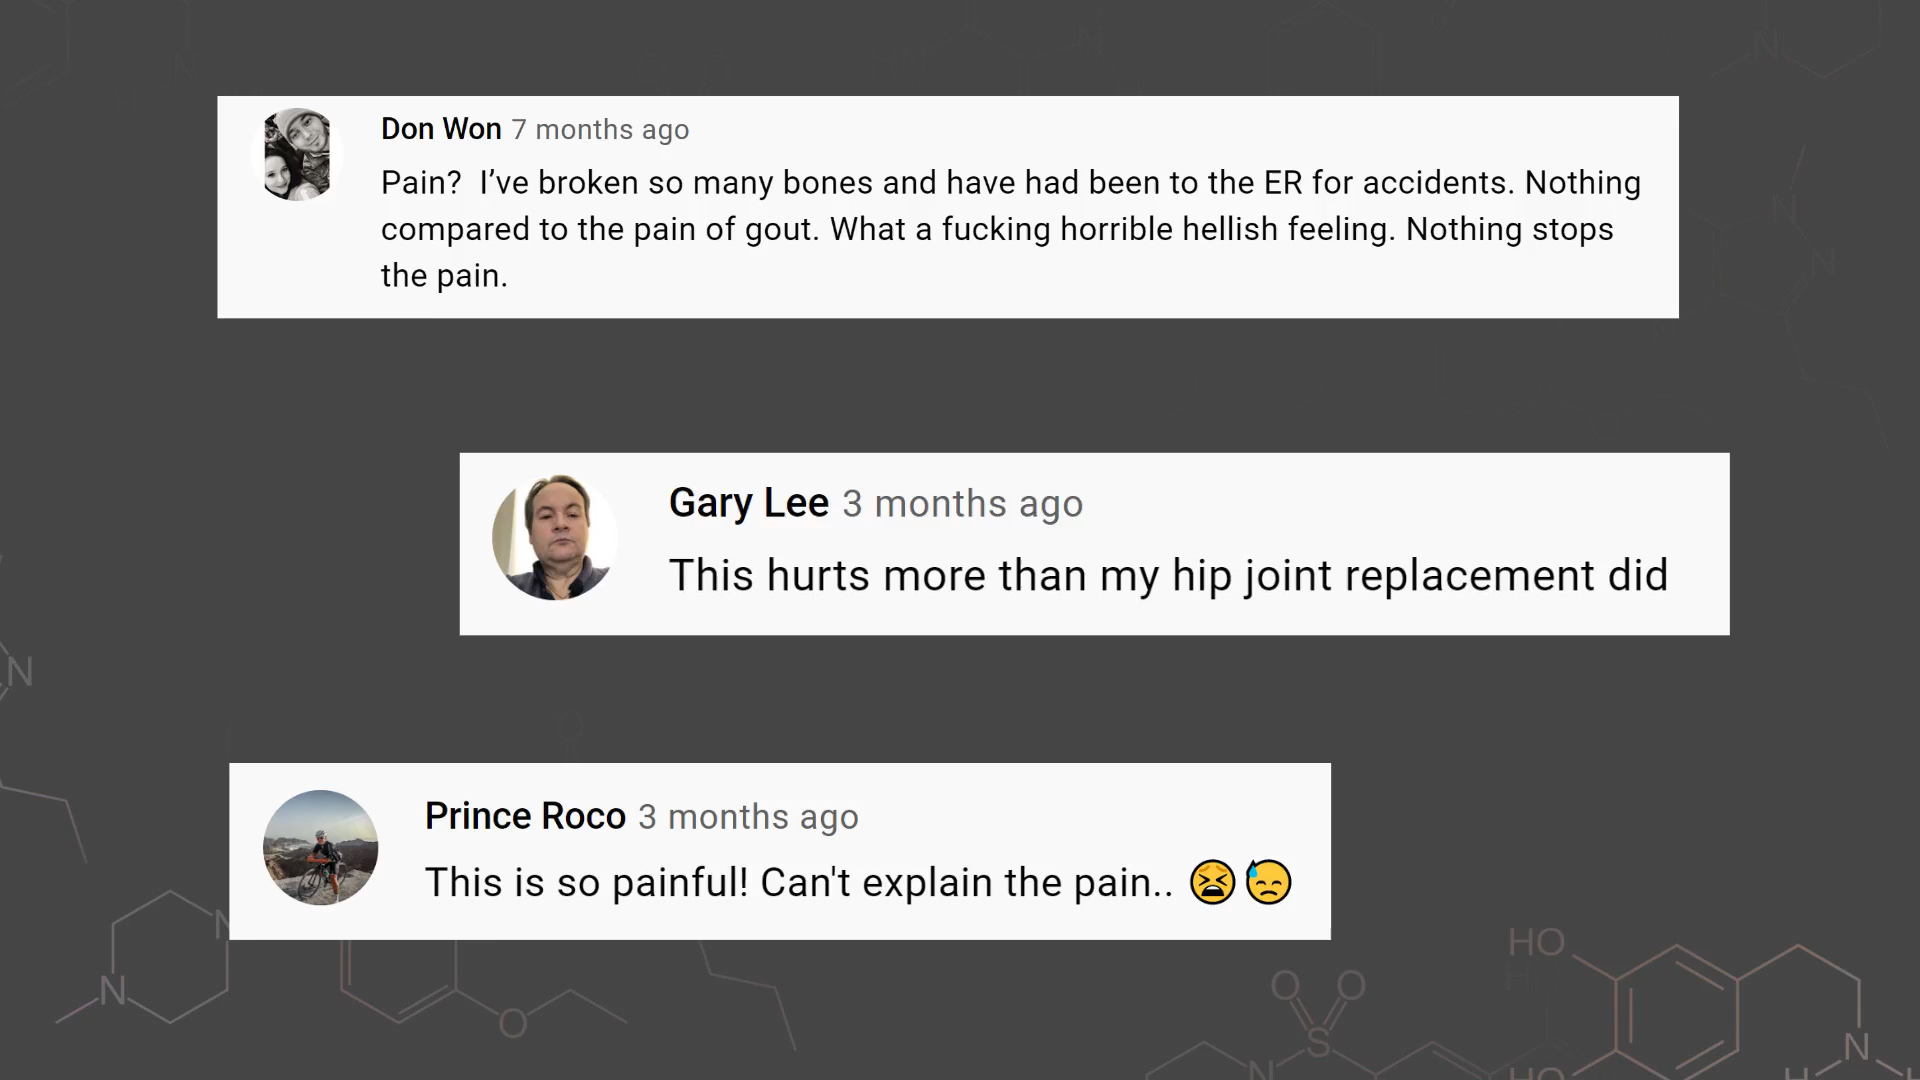 Don Won 7 months ago
Pain?  I’ve broken so many bones and have had been to the ER for accidents. Nothing
compared to the pain of gout. What a fucking horrible hellish feeling. Nothing stops
the pain.
Gary Lee 3 months ago
This hurts more than my hip joint replacement did
Prince Roco 3 months ago
This is so painful! Can't explain the pain.. 😫😓
N
N
N
N
N
N
O
O O
S
N
HO
HO
N
H